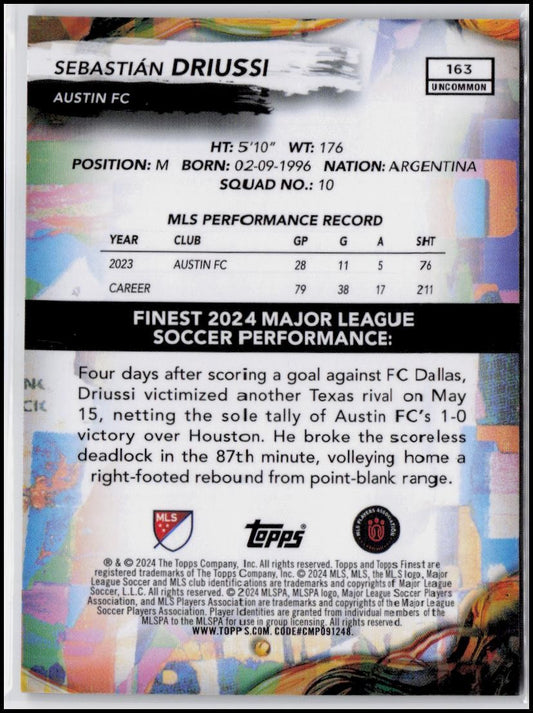 SEBASTIÁN DRIUSSI
AUSTIN FC
163
UNCOMMON
HT: 5'10" WT: 176
POSITION: M BORN: 02-09-1996 NATION: ARGENTINA
SQUAD NO.: 10
MLS PERFORMANCE RECORD
YEAR CLUB GP G A SHT
2023 AUSTIN FC 28 11 5 76
CAREER 79 38 17 211
FINEST 2024 MAJOR LEAGUE
SOCCER PERFORMANCE:
Four days after scoring a goal against FC Dallas,
Driussi victimized another Texas rival on May
15, netting the sole tally of Austin FC's 1-0
victory over Houston. He broke the scoreless
deadlock in the 87th minute, volleying home a
right-footed rebound from point-blank range.
MLS
Topps
MLS PLAYERS ASSOCIATION
® & © 2024 The Topps Company, Inc. All rights reserved. Topps and Topps Finest are
registered trademarks of The Topps Company, Inc. © 2024 MLS, MLS, the MLS logo, Major
League Soccer and MLS club identifications are trademarks and copyrights of Major League
Soccer, L.L.C. All rights reserved. © 2024 MLSPA, MLSPA logo, Major League Soccer Players
Association, and MLS Players Association are trademarks and copyrights of the Major League
Soccer Players Association. Player Identities are granted from individual members of the
MLSPA to the MLSPA for use in group licensing. All rights reserved.
WWW.TOPPS.COM. CODE#CMP091248.